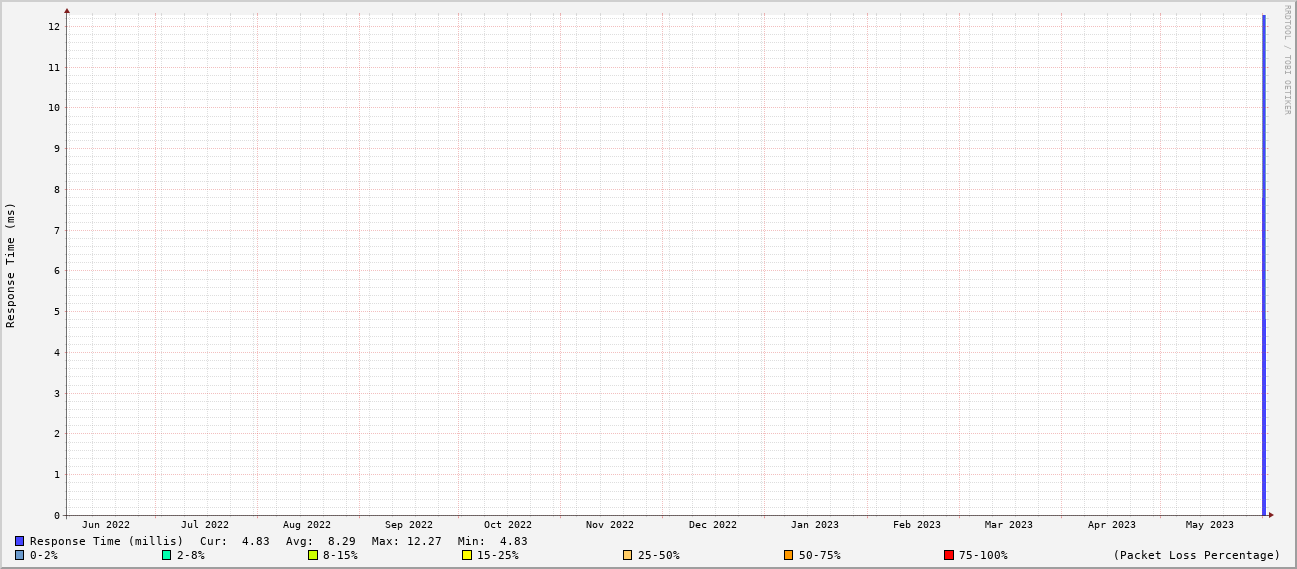 RRDTOOL / TOBI OETIKER
Response Time (ms)
12
11
10
9
8
7
6
5
4
3
2
1
0
Jun 2022 Jul 2022 Aug 2022 Sep 2022 Oct 2022 Nov 2022 Dec 2022 Jan 2023 Feb 2023 Mar 2023 Apr 2023 May 2023
Response Time (millis) Cur: 4.83 Avg: 8.29 Max: 12.27 Min: 4.83
0-2% 2-8% 8-15% 15-25% 25-50% 50-75% 75-100% (Packet Loss Percentage)